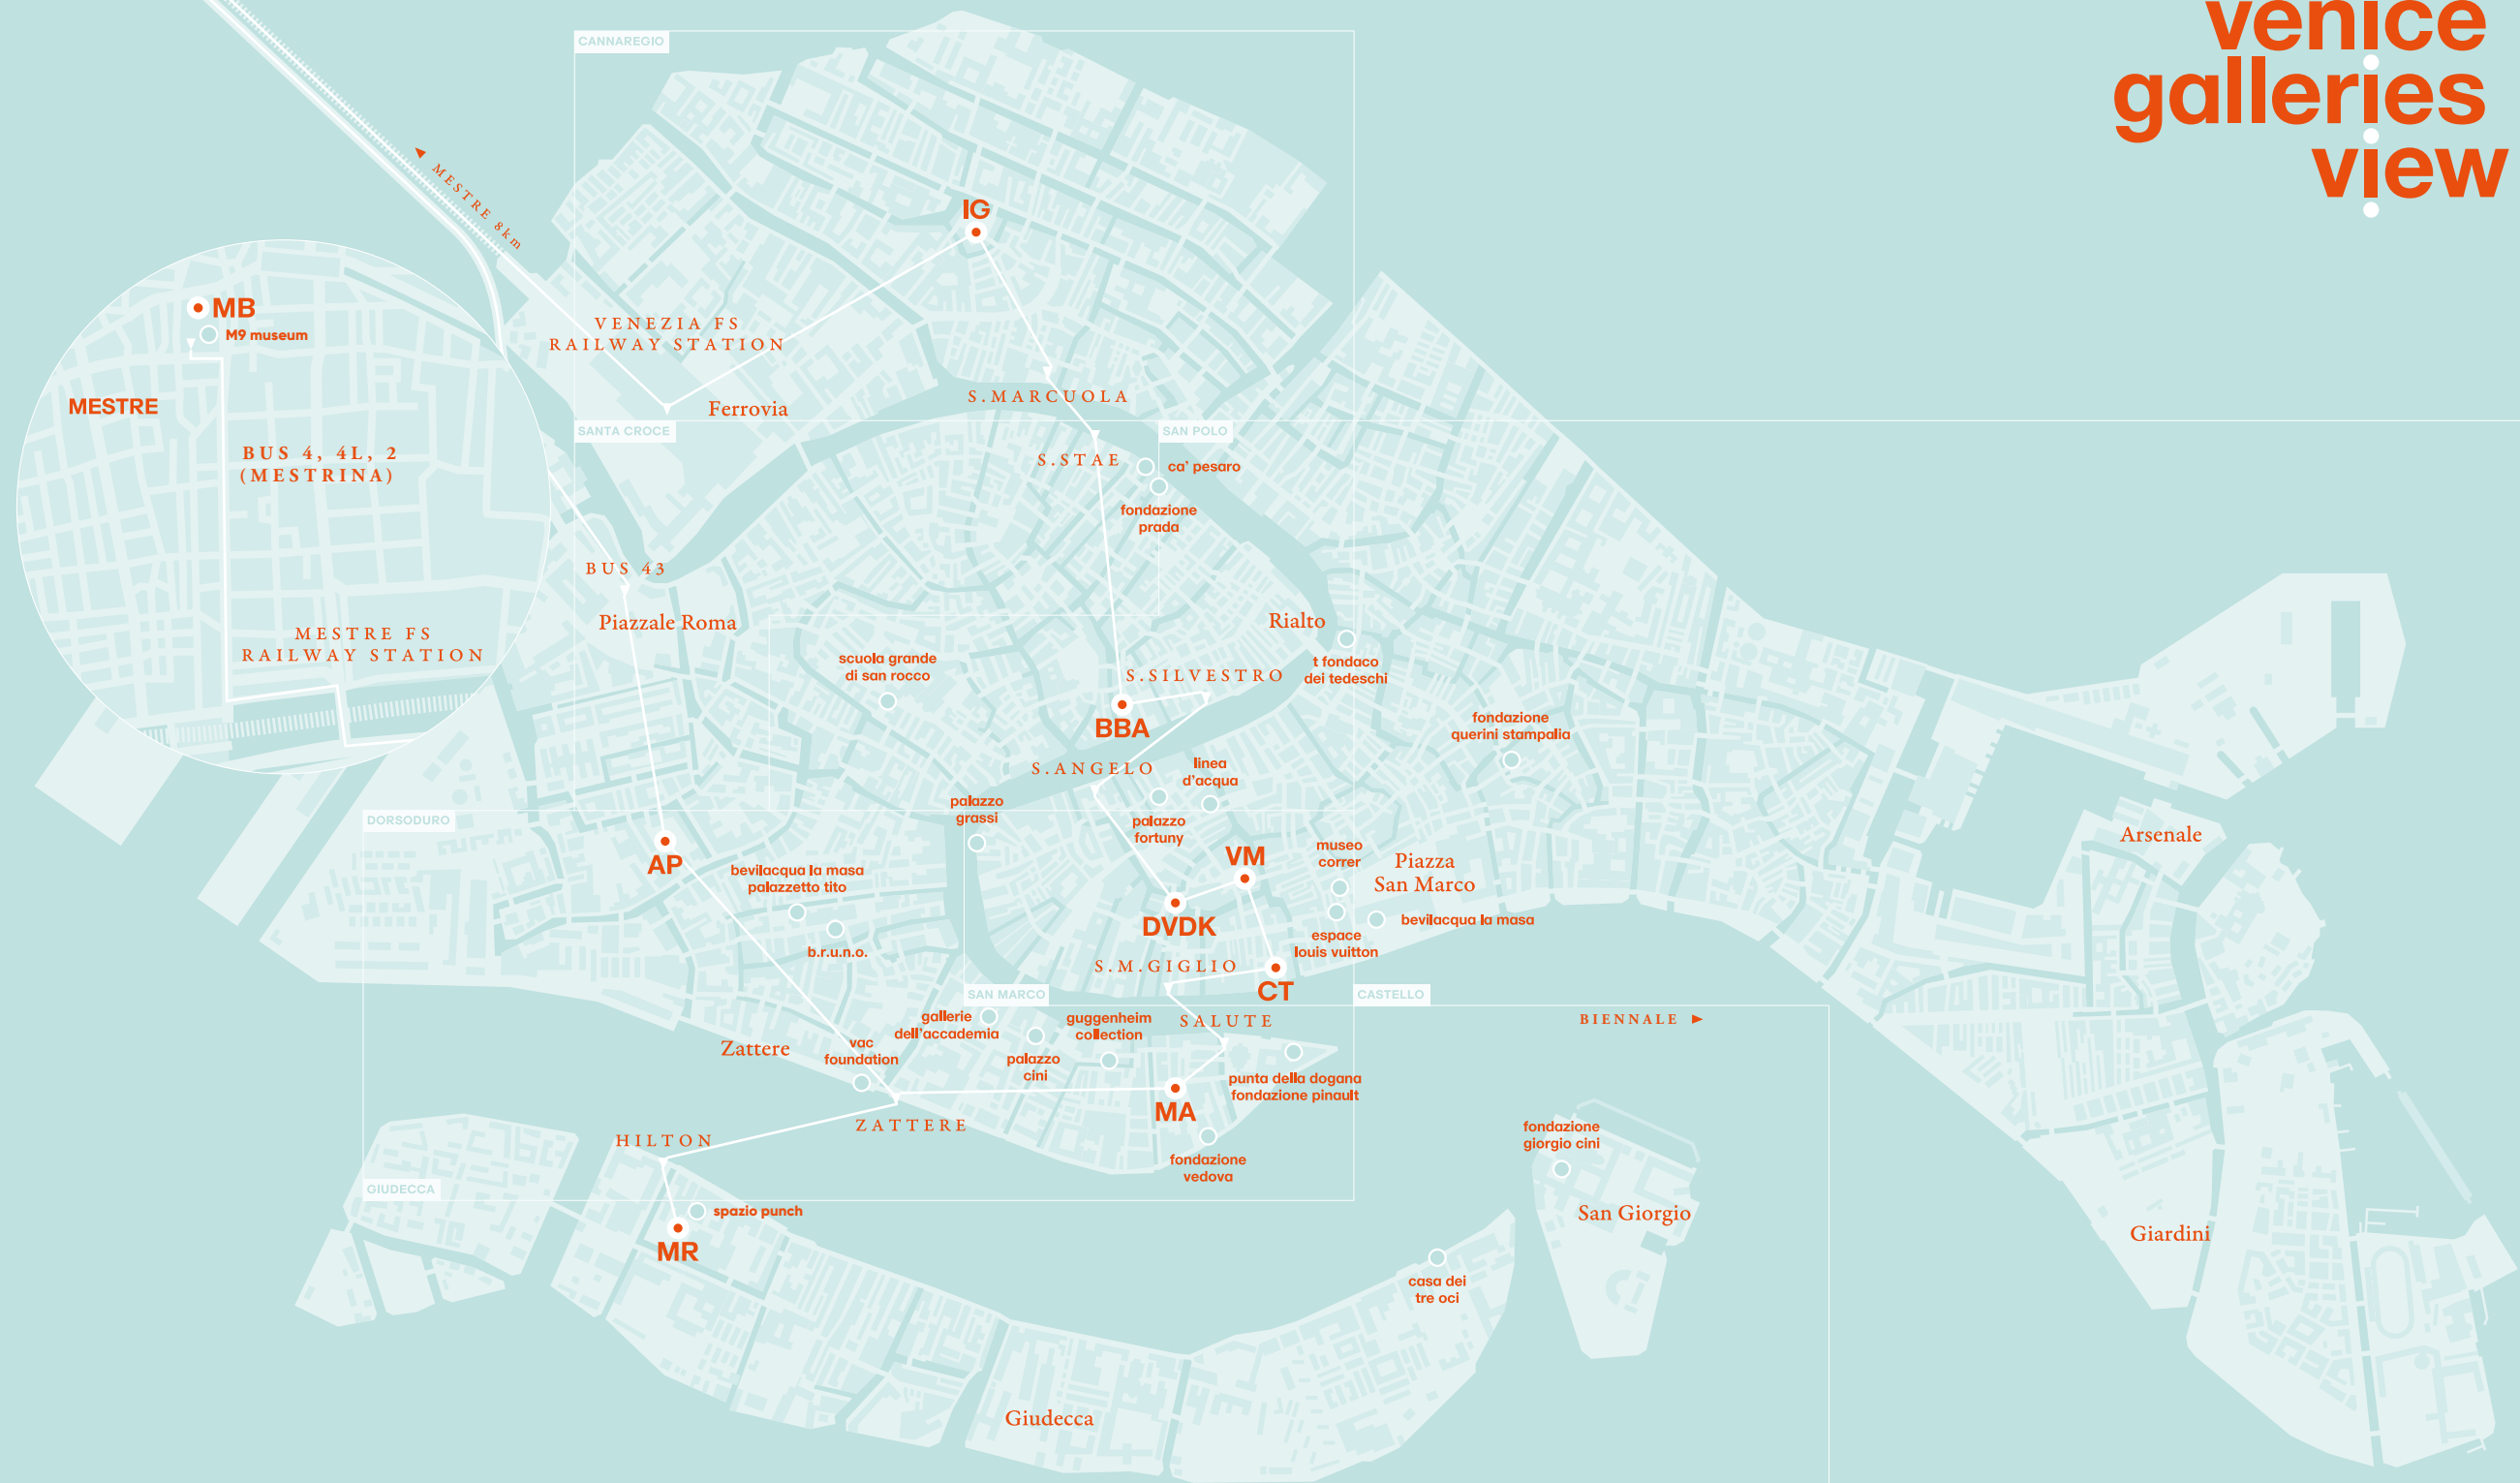 venice
galleries
view
CANNAREGIO
MESTRE 8km
IG
MB
M9 museum
MESTRE
BUS 4, 4L, 2
(MESTRINA)
MESTRE FS
RAILWAY STATION
VENEZIA FS
RAILWAY STATION
Ferrovia
S.MARCUOLA
SANTA CROCE
SAN POLO
S.STAE
ca' pesaro
fondazione
prada
BUS 43
Piazzale Roma
Rialto
scuola grande
di san rocco
S.SILVESTRO
t fondaco
dei tedeschi
BBA
fondazione
querini stampalia
S.ANGELO
linea
d'acqua
palazzo
grassi
palazzo
fortuny
DORSODURO
AP
bevilacqua la masa
palazzetto tito
b.r.u.n.o.
VM
museo
correr
Piazza
San Marco
Arsenale
DVDK
bevilacqua la masa
espace
louis vuitton
S.M.GIGLIO
CT
SAN MARCO
CASTELLO
gallerie
dell'accademia
guggenheim
collection
SALUTE
BIENNALE
Zattere
vac
foundation
palazzo
cini
punta della dogana
fondazione pinault
MA
ZATTERE
HILTON
fondazione
vedova
fondazione
giorgio cini
GIUDECCA
spazio punch
MR
San Giorgio
Giardini
casa dei
tre oci
Giudecca